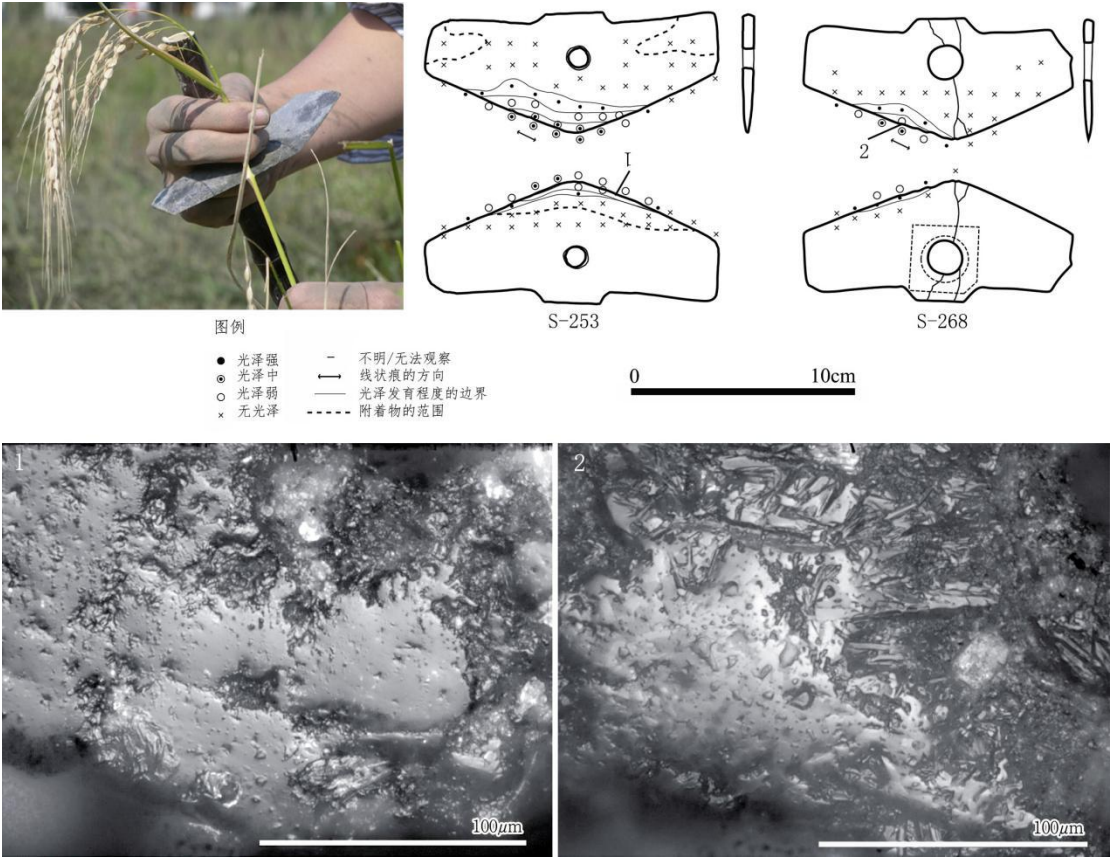 1
2
S-253
S-268
图例
光泽强
光泽中
光泽弱
无光泽
不明/无法观察
线状痕的方向
光泽发育程度的边界
附着物的范围
0 10cm
1
100μm
2
100μm